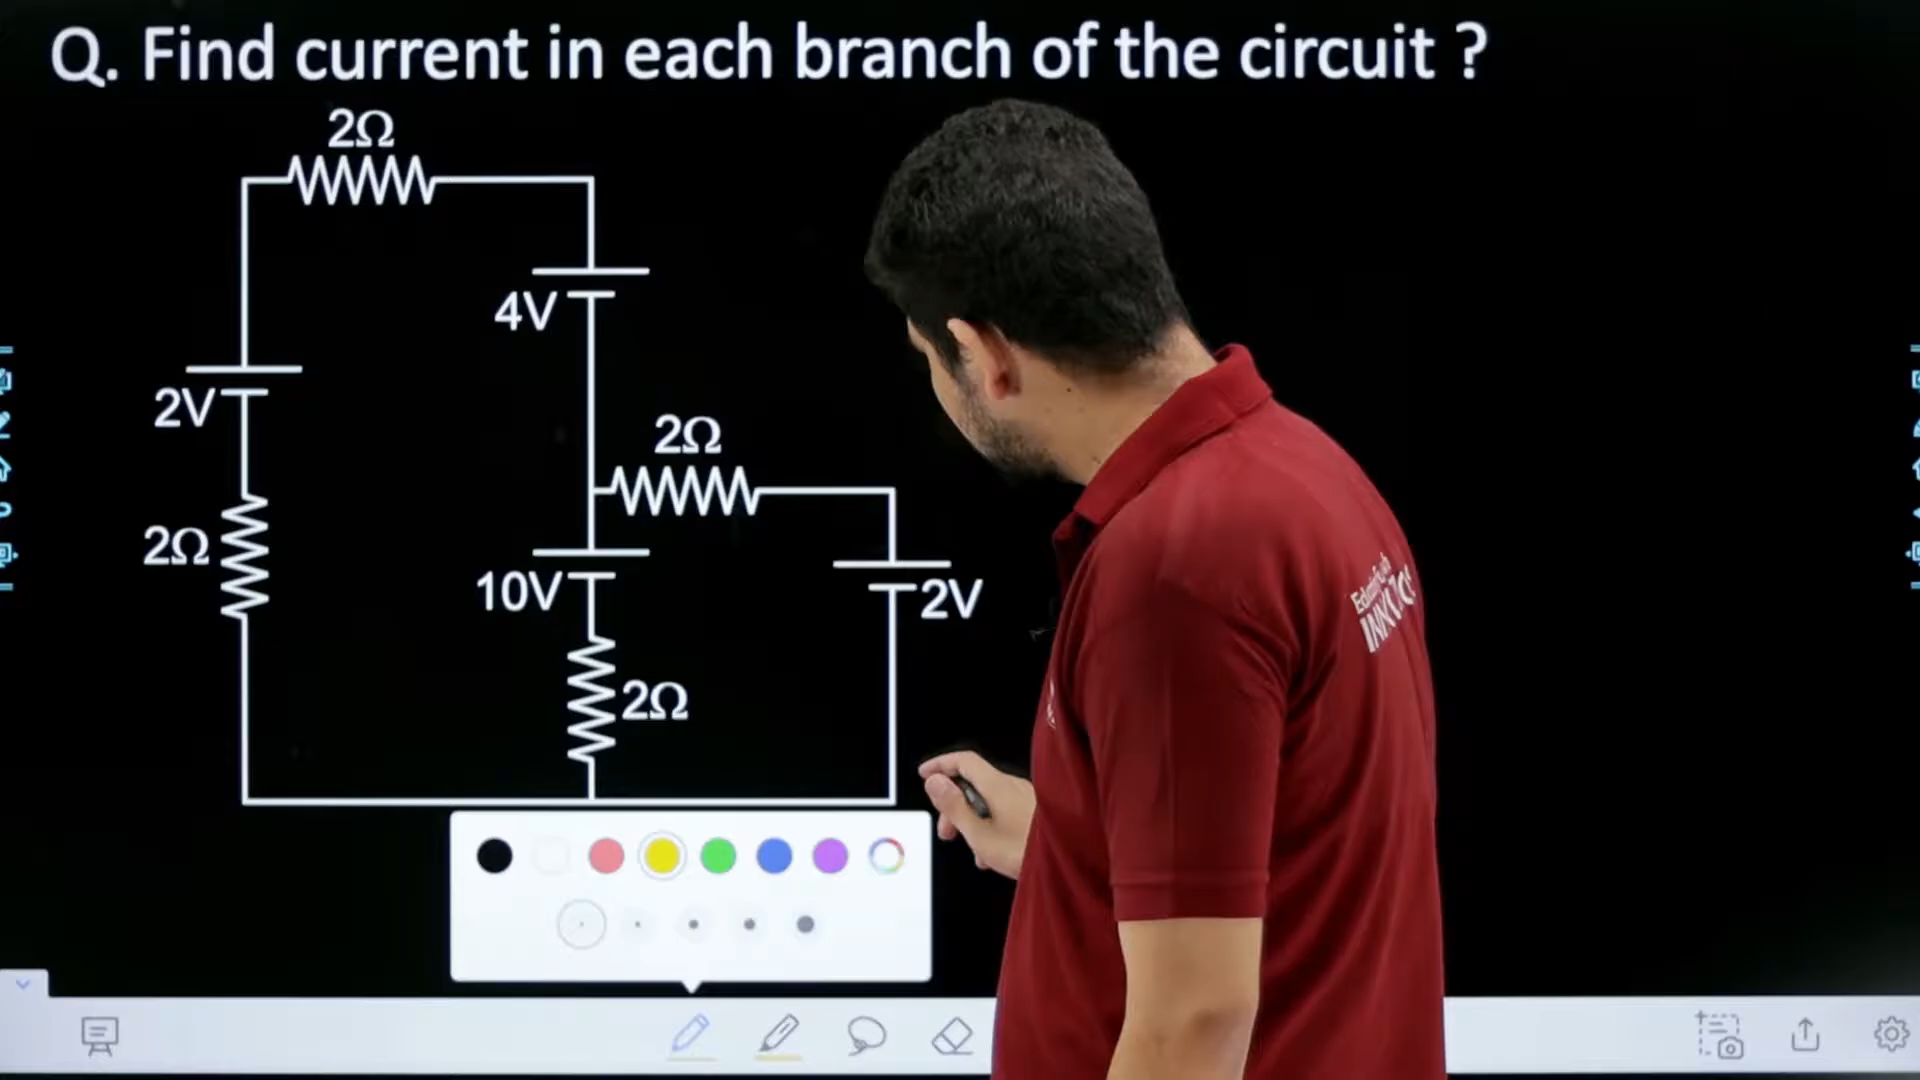 Q. Find current in each branch of the circuit ?
2Ω
4V
2V
2Ω
2Ω
10V
2V
2Ω